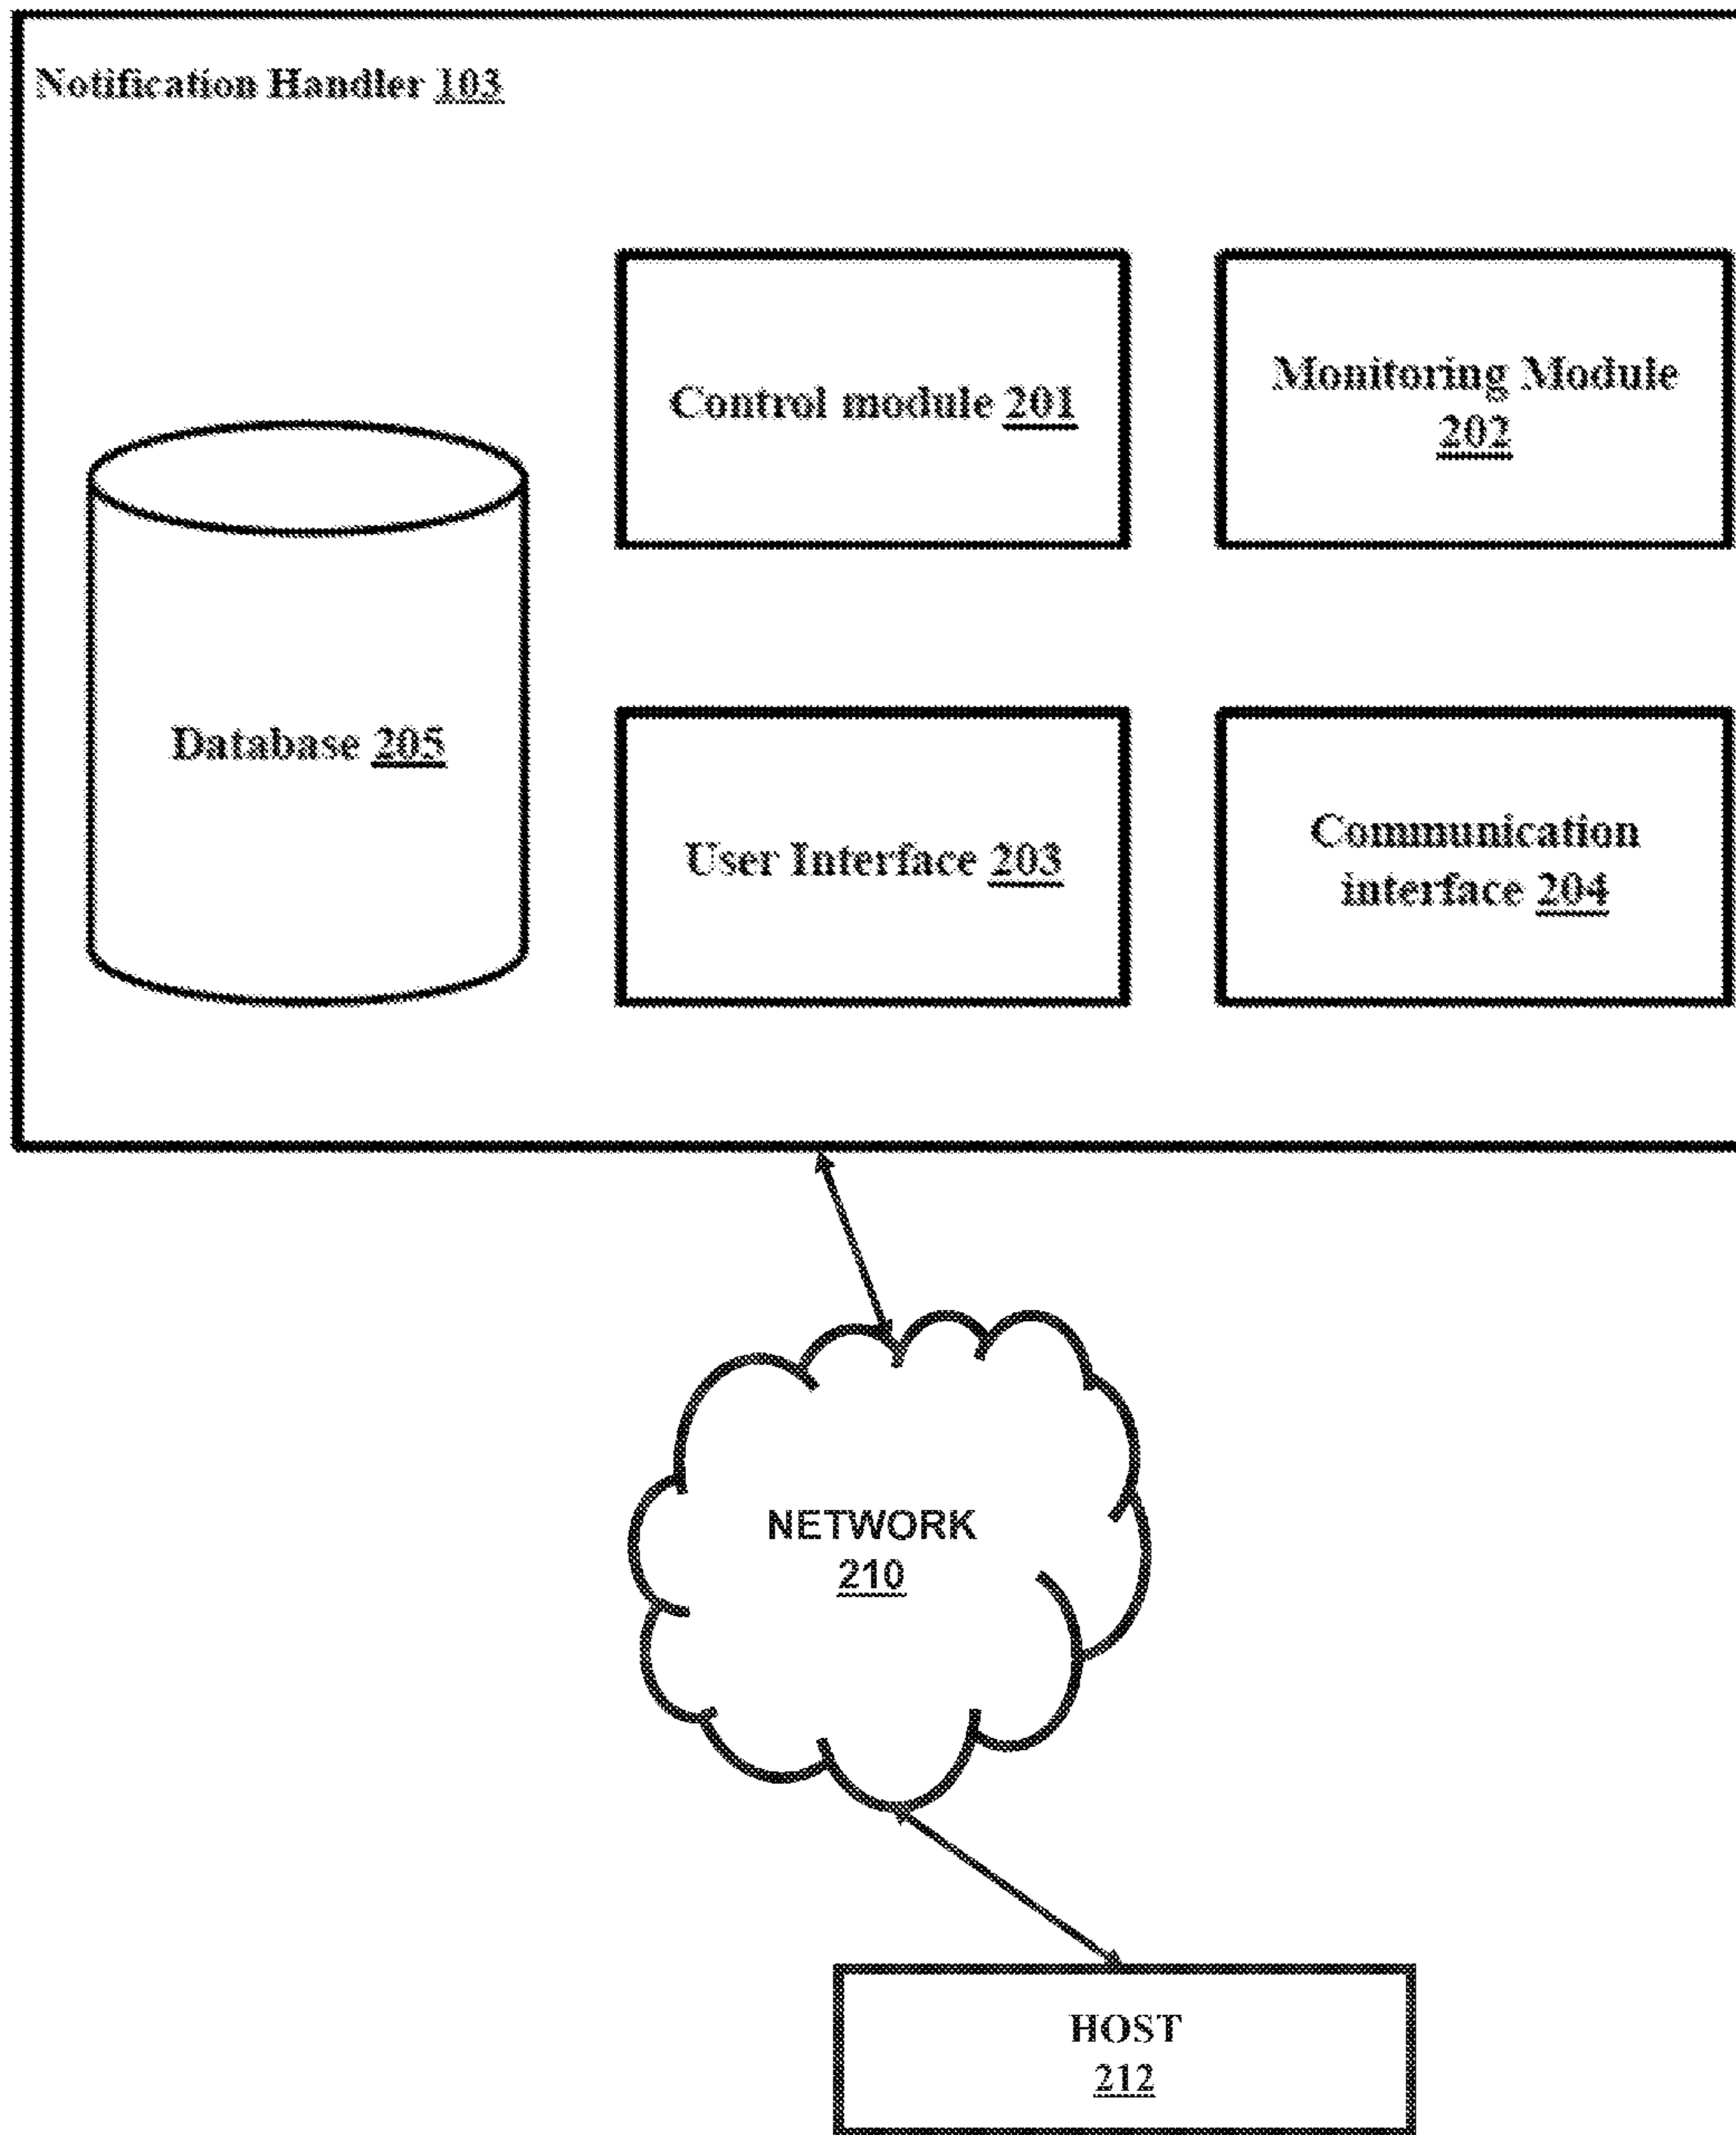 Notification Handler 103
Control module 201
Monitoring Module
202
Database 205
User Interface 203
Communication
interface 204
NETWORK
210
HOST
212